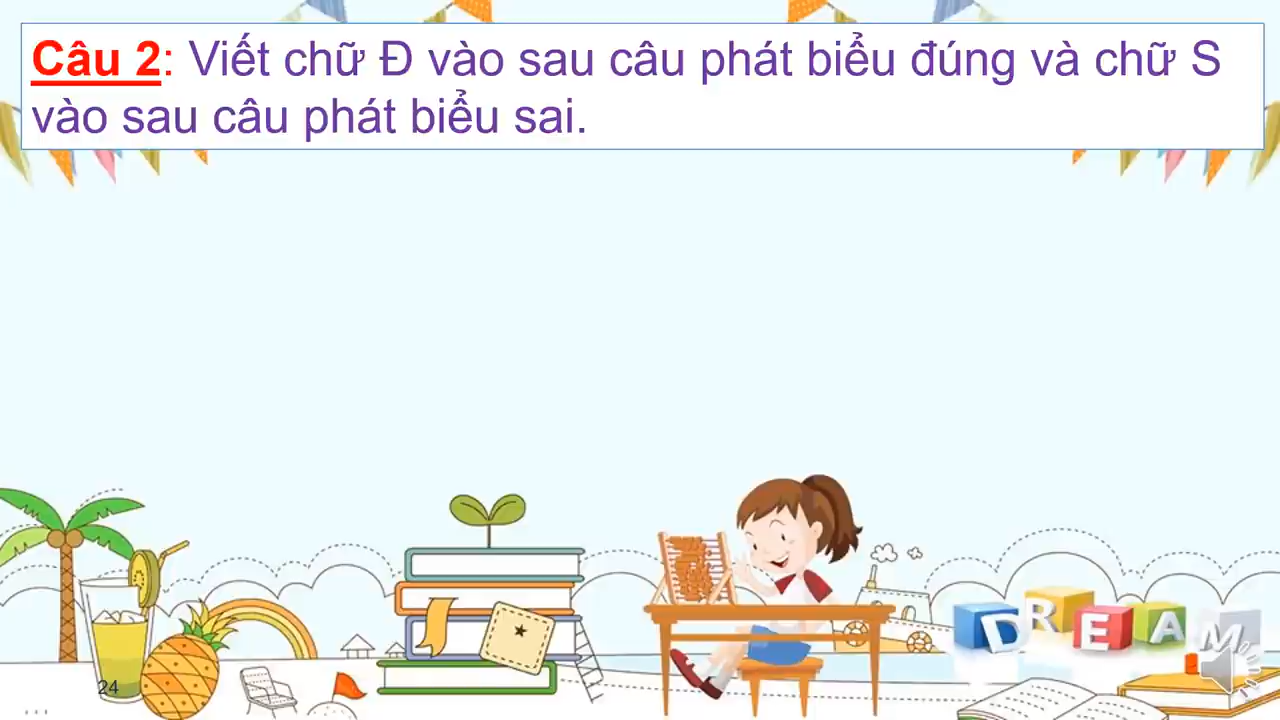 Câu 2: Viết chữ Đ vào sau câu phát biểu đúng và chữ S
vào sau câu phát biểu sai.
DREAM
24